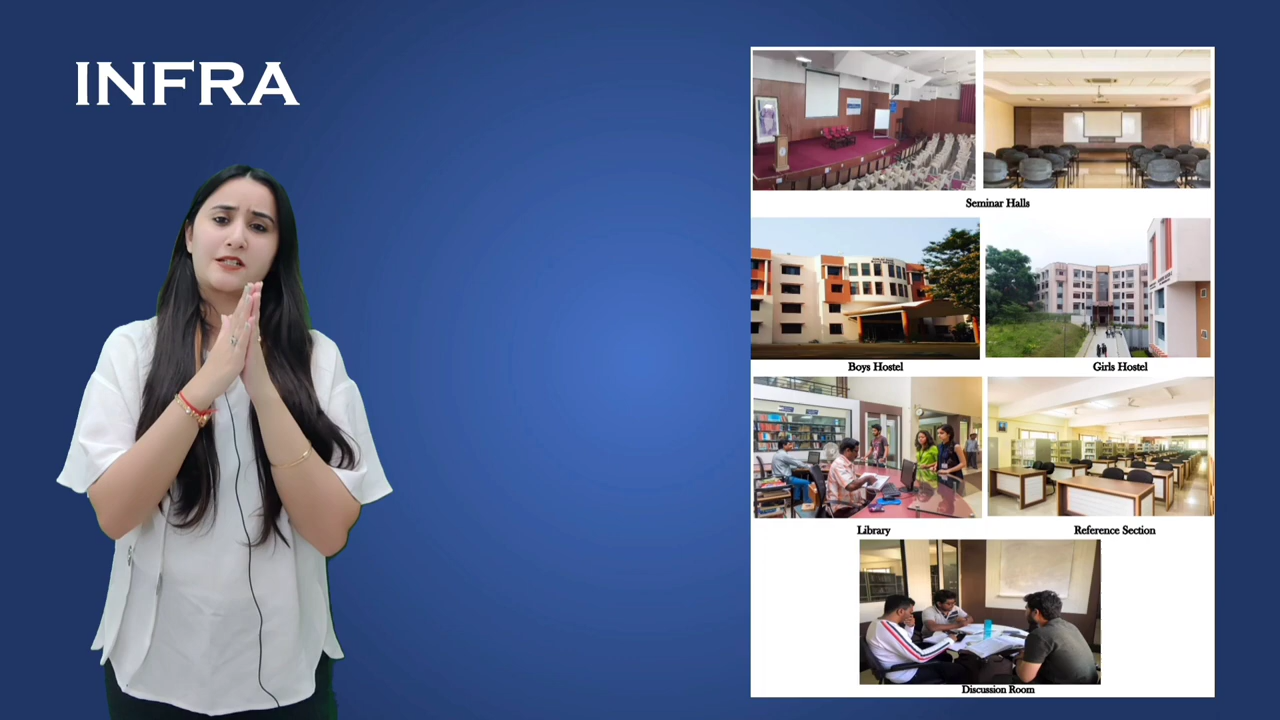 INFRA
Seminar Halls
Boys Hostel
Girls Hostel
Library
Reference Section
Discussion Room